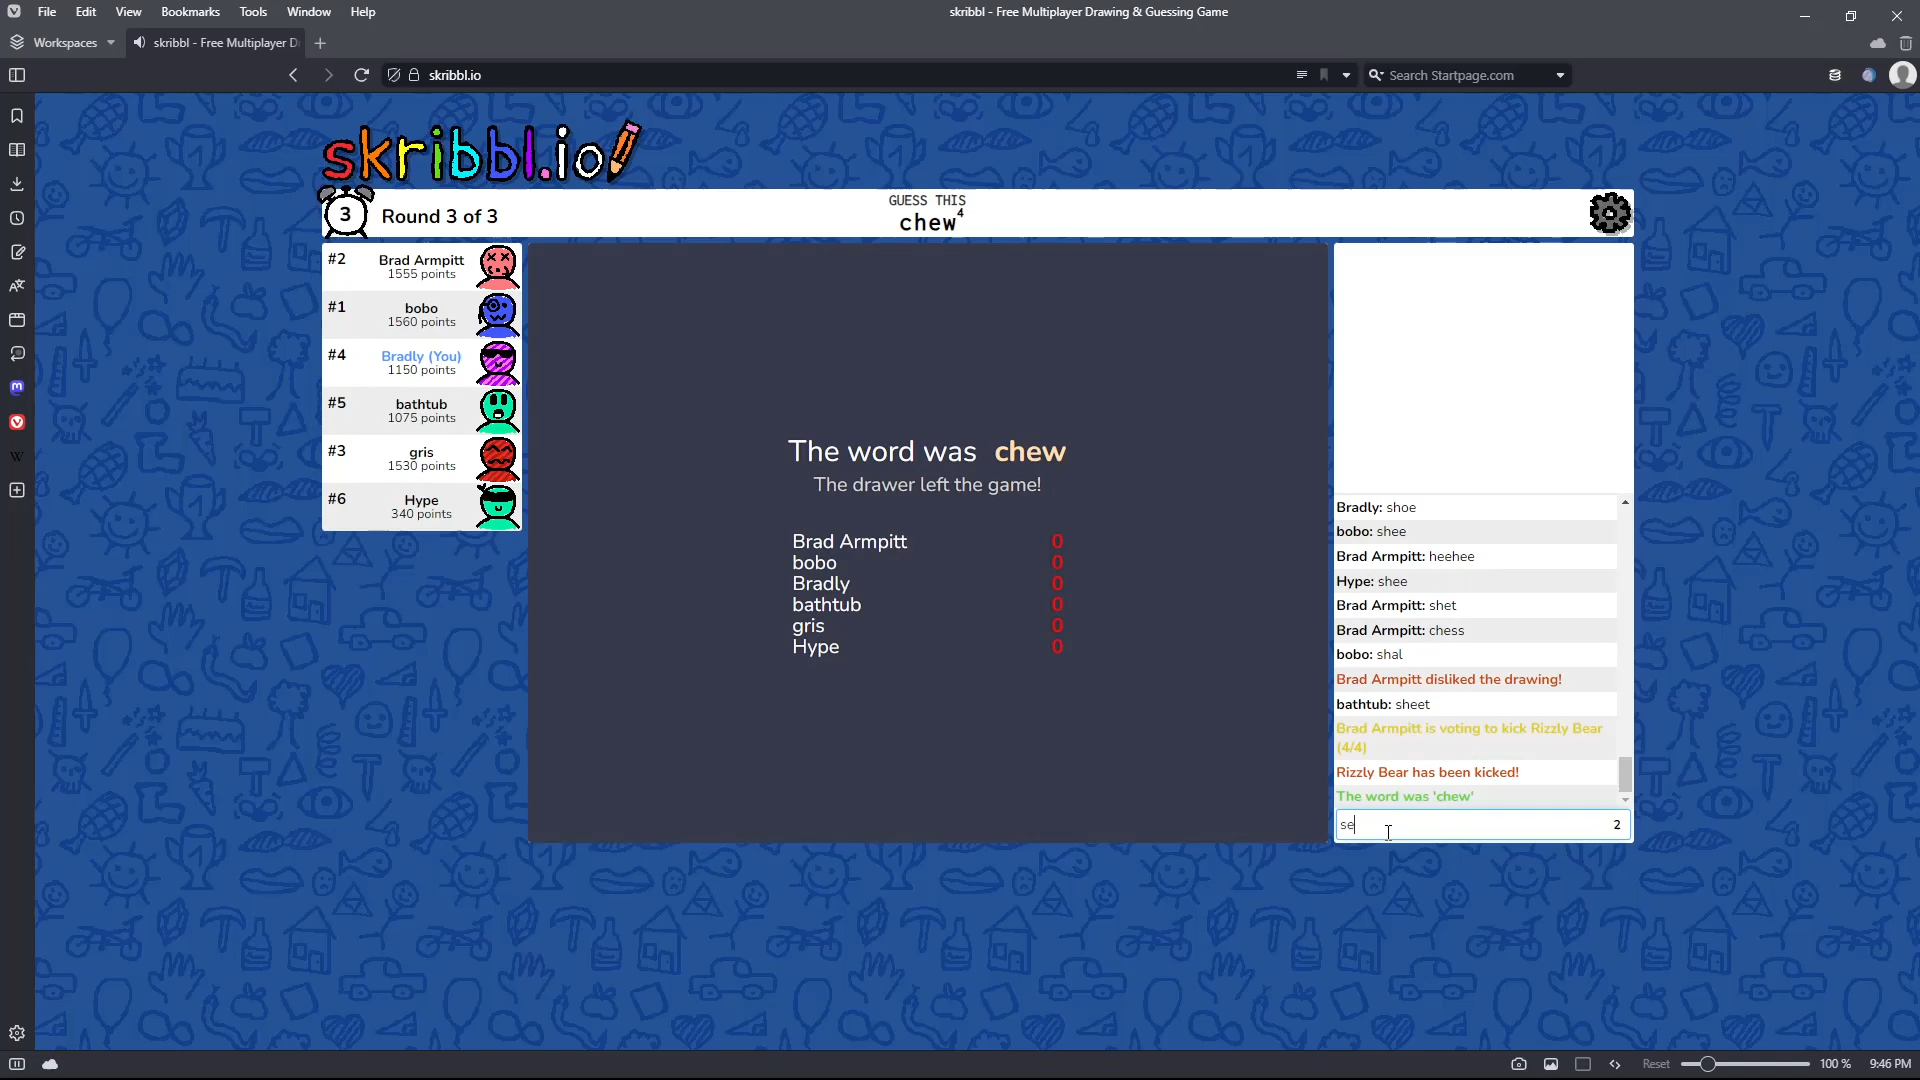 File Edit View Bookmarks Tools Window Help
skribbl - Free Multiplayer Drawing & Guessing Game
Workspaces
skribbl - Free Multiplayer D
skribbl.io
Search Startpage.com
skribbl.io
3
Round 3 of 3
GUESS THIS
chew 4
#2 Brad Armpitt
1555 points
#1 bobo
1560 points
#4 Bradly (You)
1150 points
#5 bathtub
1075 points
#3 gris
1530 points
#6 Hype
340 points
The word was chew
The drawer left the game!
Brad Armpitt 0
bobo 0
Bradly 0
bathtub 0
gris 0
Hype 0
Bradly: shoe
bobo: shee
Brad Armpitt: heehee
Hype: shee
Brad Armpitt: shet
Brad Armpitt: chess
bobo: shal
Brad Armpitt disliked the drawing!
bathtub: sheet
Brad Armpitt is voting to kick Rizzly Bear
(4/4)
Rizzly Bear has been kicked!
The word was 'chew'
se 2
Reset 100 % 9:46 PM